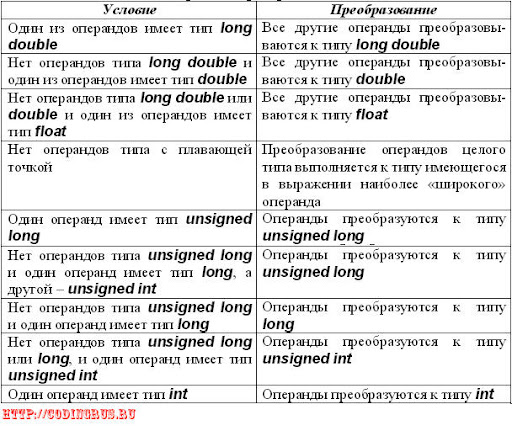 Условие
Преобразование
Один из операндов имеет тип long
double
Все другие операнды преобразовы-
ваются к типу long double
Нет операндов типа long double и
один из операндов имеет тип double
Все другие операнды преобразовы-
ваются к типу double
Нет операндов типа long double или
double и один из операндов имеет
тип float
Все другие операнды преобразовы-
ваются к типу float
Нет операндов типа с плавающей
точкой
Преобразование операндов целого
типа выполняется к типу имеющегося
в выражении наиболее «широкого»
операнда
Один операнд имеет тип unsigned
long
Операнды преобразуются к типу
unsigned long
Нет операндов типа unsigned long
и один операнд имеет тип long, а
другой – unsigned int
Операнды преобразуются к типу
unsigned long
Нет операндов типа unsigned long
и один операнд имеет тип long
Операнды преобразуются к типу
long
Нет операндов типа unsigned long
или long, и один операнд имеет тип
unsigned int
Операнды преобразуются к типу
unsigned int
Один операнд имеет тип int
Операнды преобразуются к типу int
HTTP://CODINGRUS.RU